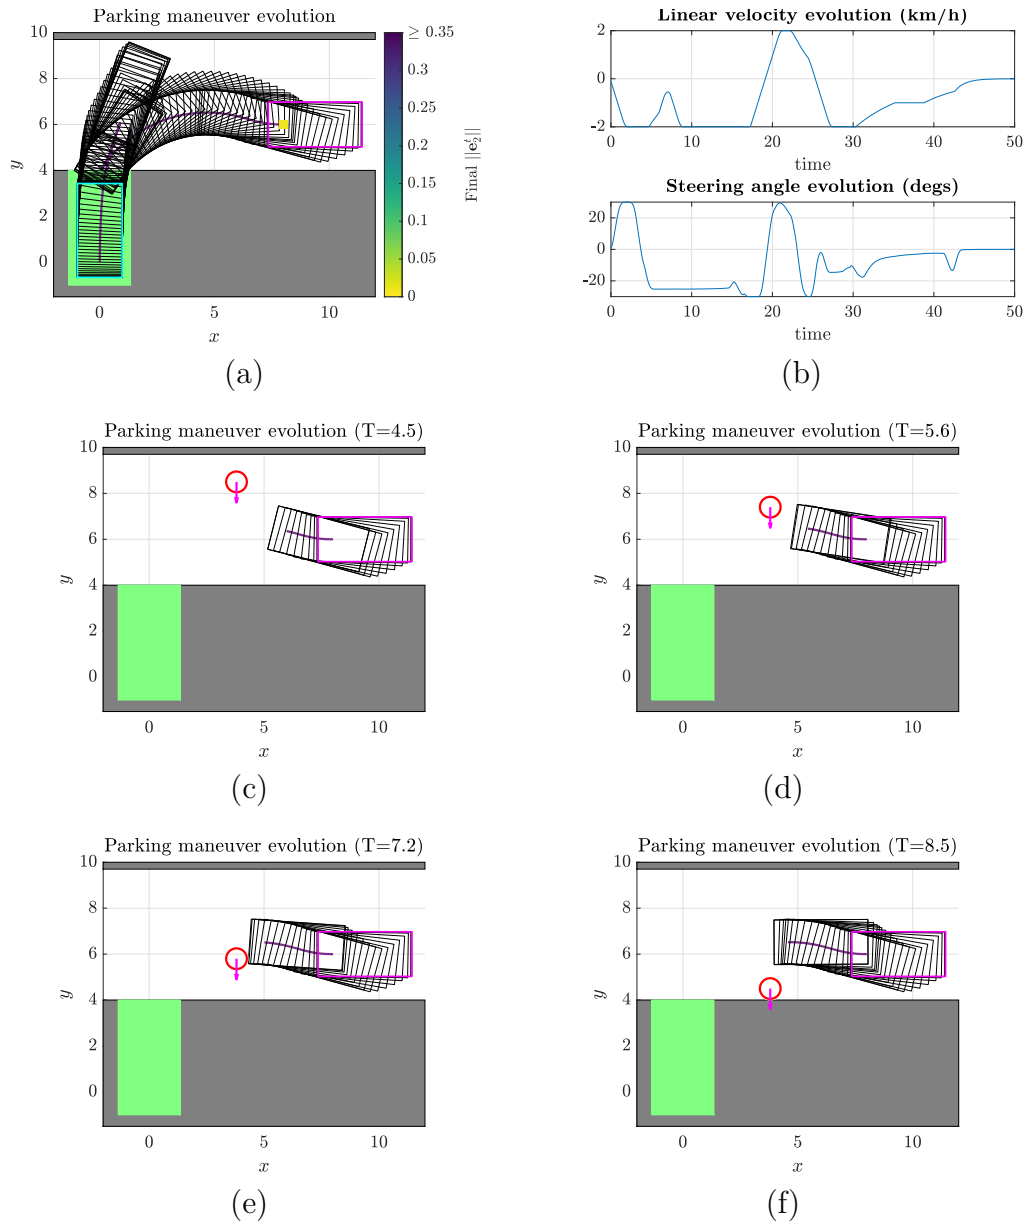 Parking maneuver evolution
10
8
6
4
2
0
y
0
5
10
x
≥ 0.35
0.3
0.25
0.2
0.15
0.1
0.05
0
Final ||e₂ᵗ||
(a)
Linear velocity evolution (km/h)
2
0
-2
0
10
20
30
40
50
time
Steering angle evolution (degs)
20
0
-20
0
10
20
30
40
50
time
(b)
Parking maneuver evolution (T=4.5)
10
8
6
4
2
0
y
0
5
10
x
(c)
Parking maneuver evolution (T=5.6)
10
8
6
4
2
0
y
0
5
10
x
(d)
Parking maneuver evolution (T=7.2)
10
8
6
4
2
0
y
0
5
10
x
(e)
Parking maneuver evolution (T=8.5)
10
8
6
4
2
0
y
0
5
10
x
(f)